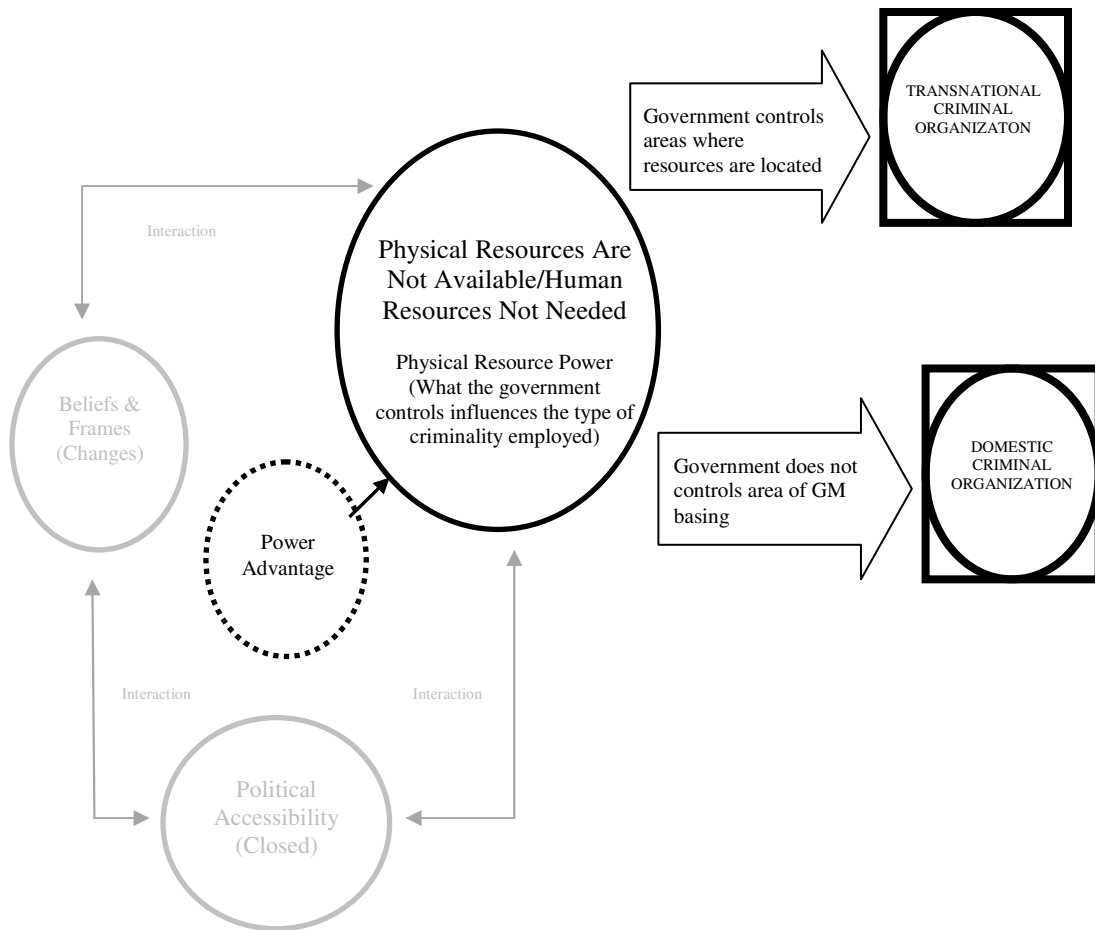 TRANSNATIONAL
CRIMINAL
ORGANIZATON
Government controls
areas where
resources are located
Interaction
Physical Resources Are
Not Available/Human
Resources Not Needed
Physical Resource Power
(What the government
controls influences the type of
criminality employed)
Beliefs &
Frames
(Changes)
DOMESTIC
CRIMINAL
ORGANIZATION
Government does not
controls area of GM
basing
Power
Advantage
Interaction
Interaction
Political
Accessibility
(Closed)